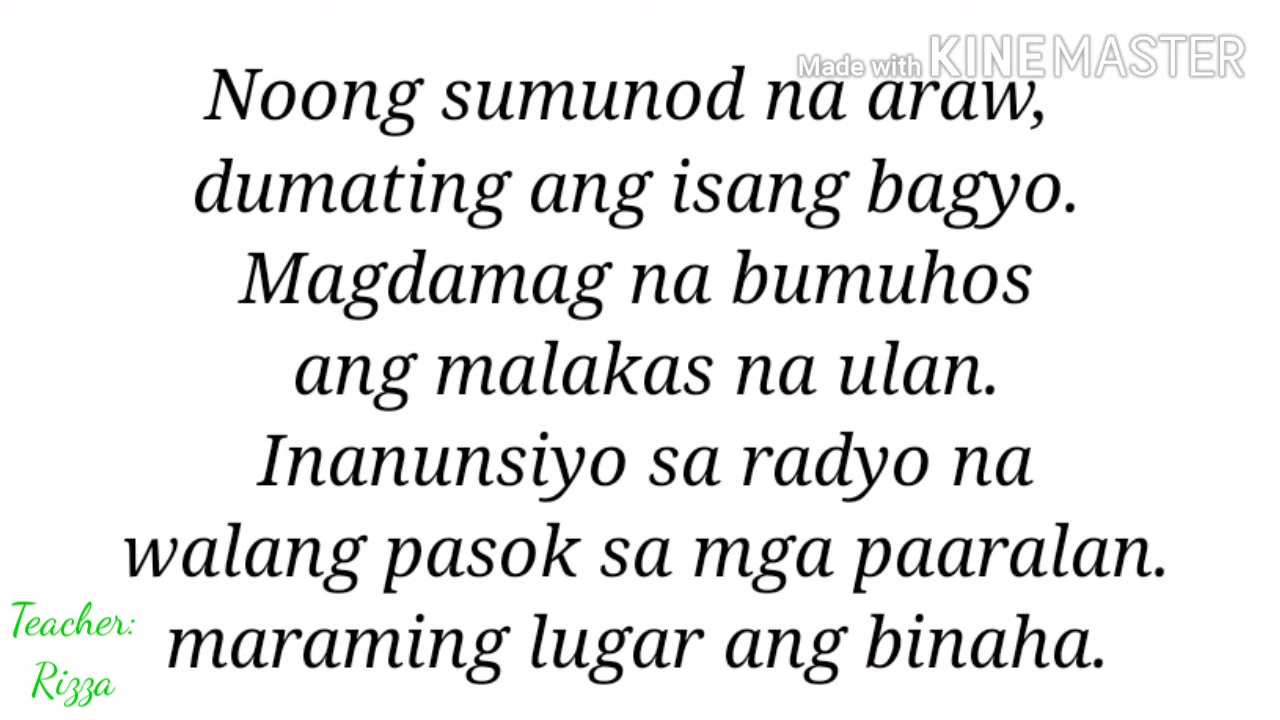 Made with KINEMASTER
Noong sumunod na araw,
dumating ang isang bagyo.
Magdamag na bumuhos
ang malakas na ulan.
Inanunsiyo sa radyo na
walang pasok sa mga paaralan.
maraming lugar ang binaha.
Teacher:
Rizza